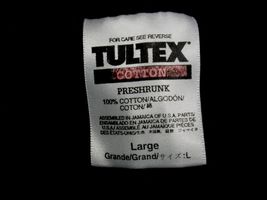 FOR CARE SEE REVERSE
TULTEX
COTTON
PRESHRUNK
100% COTTON/ALGODÓN/
COTON/綿
ASSEMBLED IN JAMAICA OF U.S.A. PARTS/
ENSAMBLADO EN JAMAICA DE PARTES DE
U.S.A./ASSEMBLÉ AU JAMAIQUE PIÈCES
DES ÉTATS-UNIS/
Large
Grande/Grand/サイズ:L